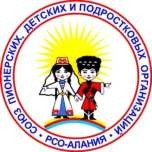 СОЮЗ ПИОНЕРСКИХ, ДЕТСКИХ И ПОДРОСТКОВЫХ ОРГАНИЗАЦИЙ
• РСО-АЛАНИЯ •